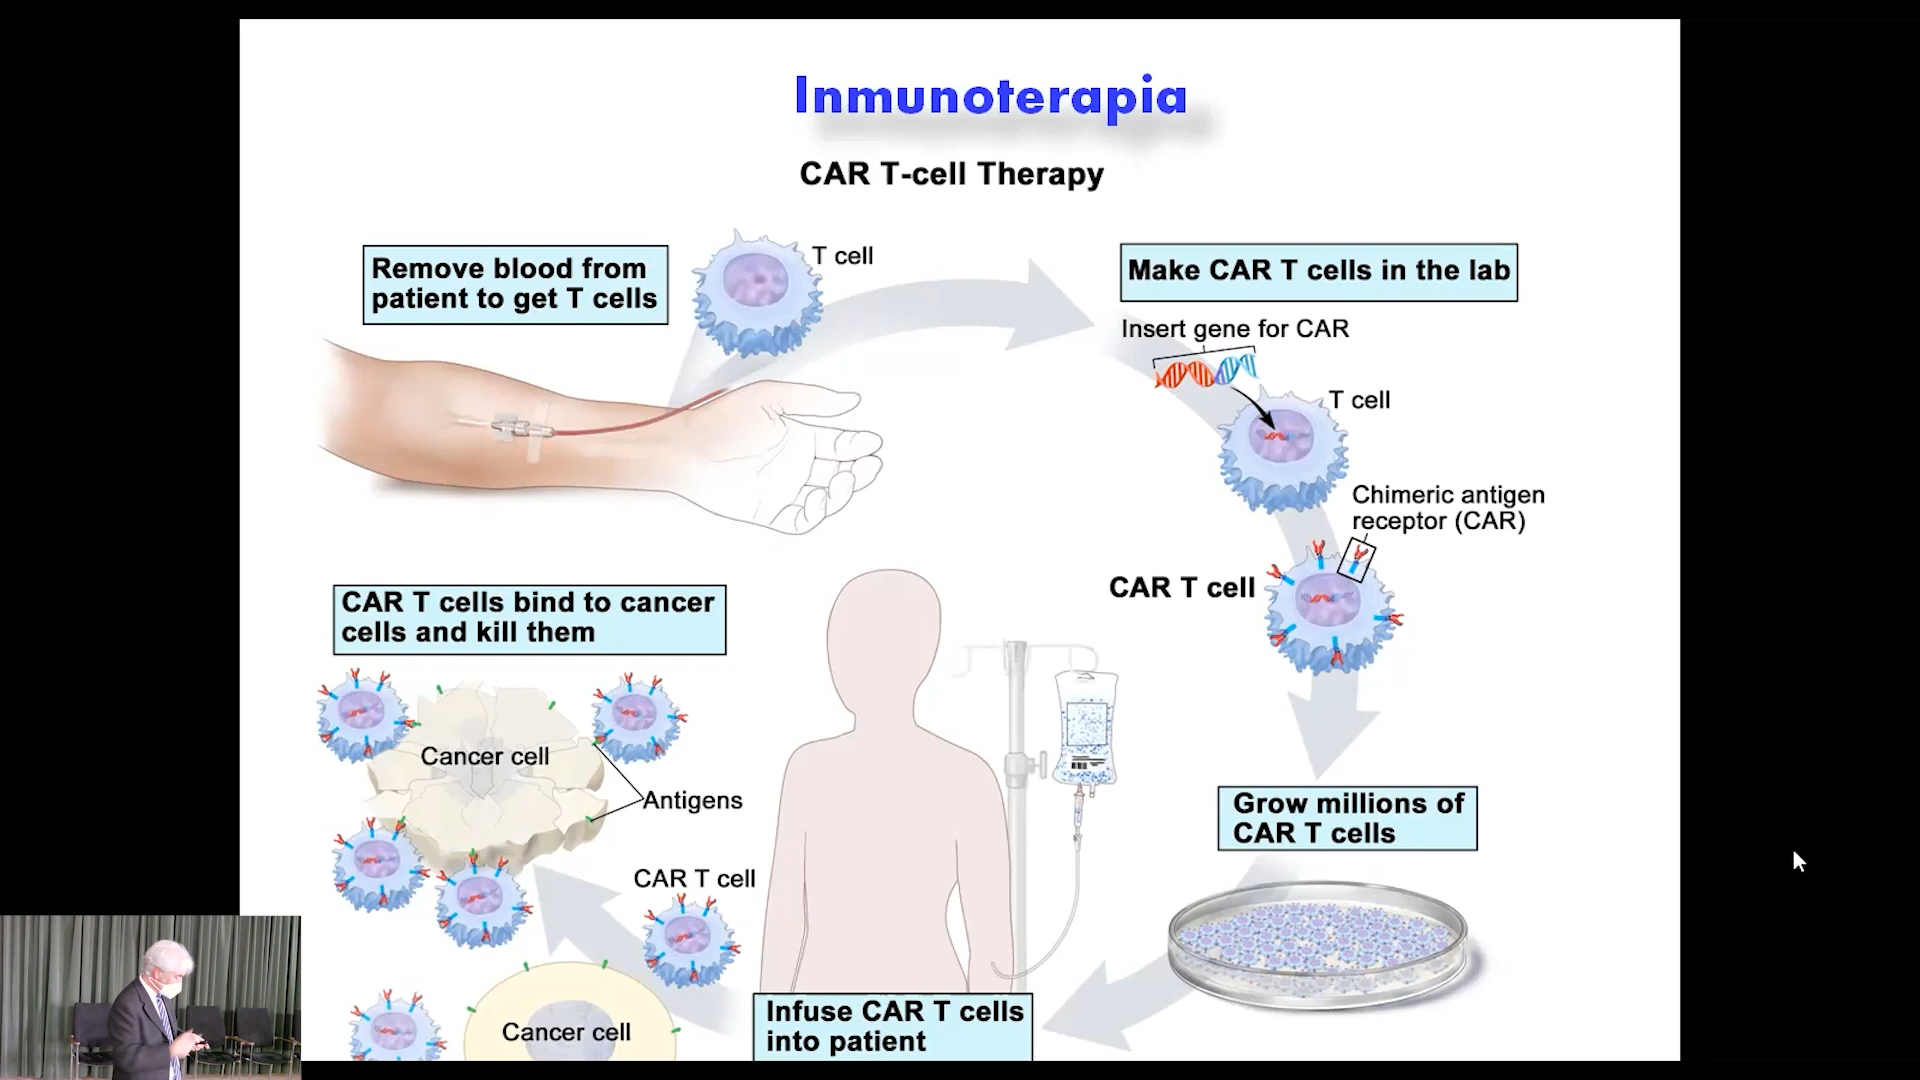 Inmunoterapia
CAR T-cell Therapy
Remove blood from
patient to get T cells
T cell
Make CAR T cells in the lab
Insert gene for CAR
T cell
Chimeric antigen
receptor (CAR)
CAR T cell
Grow millions of
CAR T cells
Infuse CAR T cells
into patient
CAR T cell
CAR T cells bind to cancer
cells and kill them
Cancer cell
Antigens
Cancer cell